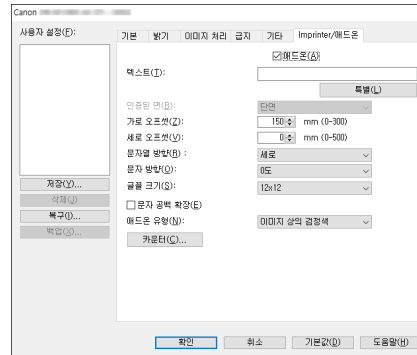 Canon
사용자 설정(F):
저장(V)...
삭제(J)
복구(J)...
백업(X)...
기본 밝기 이미지 처리 급지 기타 Imprinter/애드온
애드온(A)
텍스트(T):
특별(L)
인증된 면(B): 단면
가로 오프셋(Z): 150 mm (0-300)
세로 오프셋(V): 0 mm (0-500)
문자열 방향(R) : 세로
문자 방향(O): 0도
글꼴 크기(S): 12x12
문자 공백 확장(E)
애드온 유형(N): 이미지 상의 검정색
카운터(C)...
확인 취소 기본값(D) 도움말(H)